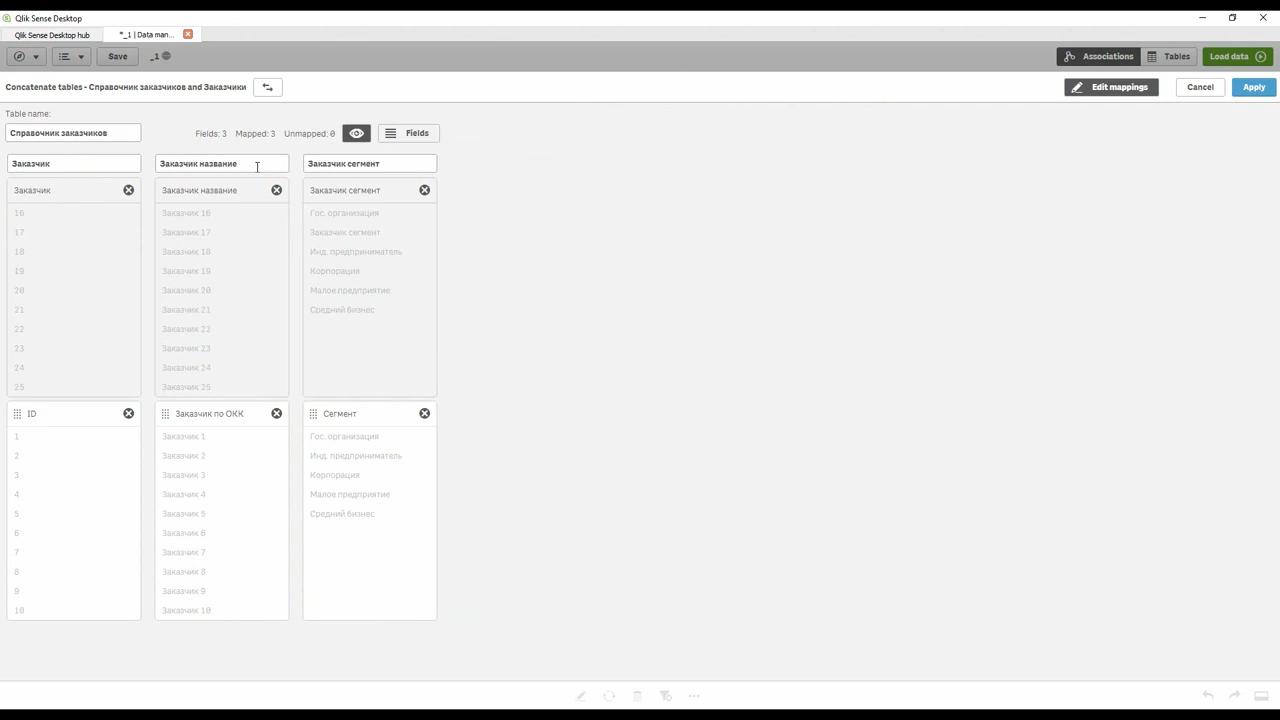 Qlik Sense Desktop
Qlik Sense Desktop hub
*_1 | Data man...
Save
_1
Associations
Tables
Load data
Concatenate tables - Справочник заказчиков and Заказчики
Edit mappings
Cancel
Apply
Table name:
Справочник заказчиков
Fields: 3 Mapped: 3 Unmapped: 0
Fields
Заказчик
Заказчик название
Заказчик сегмент
Заказчик
16
17
18
19
20
21
22
23
24
25
Заказчик название
Заказчик 16
Заказчик 17
Заказчик 18
Заказчик 19
Заказчик 20
Заказчик 21
Заказчик 22
Заказчик 23
Заказчик 24
Заказчик 25
Заказчик сегмент
Гос. организация
Заказчик сегмент
Инд. предприниматель
Корпорация
Малое предприятие
Средний бизнес
ID
1
2
3
4
5
6
7
8
9
10
Заказчик по ОКК
Заказчик 1
Заказчик 2
Заказчик 3
Заказчик 4
Заказчик 5
Заказчик 6
Заказчик 7
Заказчик 8
Заказчик 9
Заказчик 10
Сегмент
Гос. организация
Инд. предприниматель
Корпорация
Малое предприятие
Средний бизнес